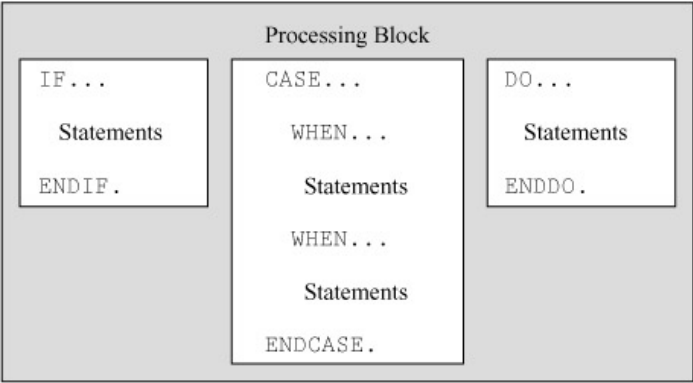 Processing Block
IF...
Statements
ENDIF.
CASE...
WHEN...
Statements
WHEN...
Statements
ENDCASE.
DO...
Statements
ENDDO.